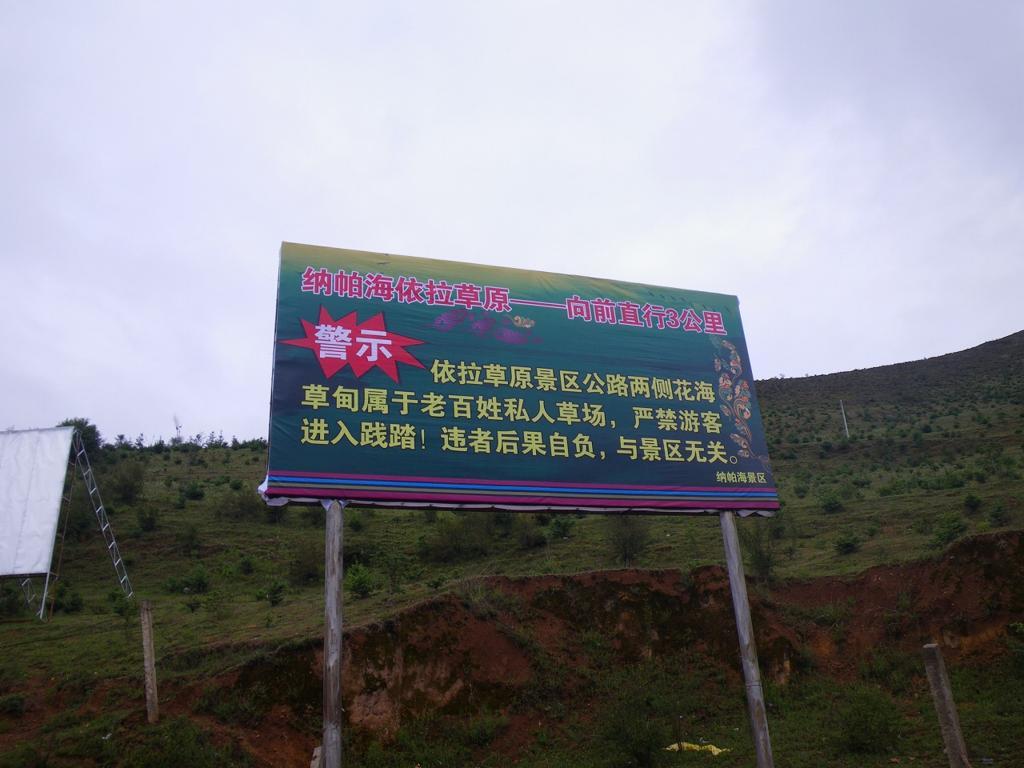 纳帕海依拉草原——向前直行3公里
警示
依拉草原景区公路两侧花海
草甸属于老百姓私人草场，严禁游客
进入践踏！违者后果自负，与景区无关。
纳帕海景区